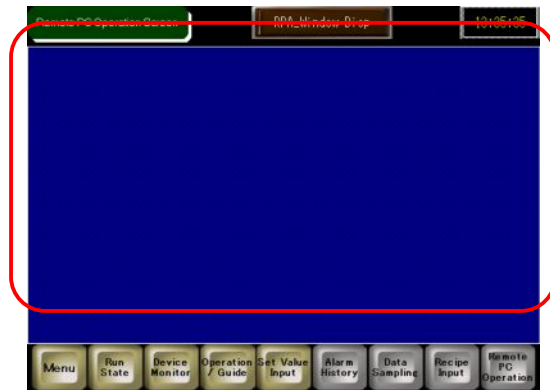 Remote PC Operation Screen
RPA_Window Disp
13:35:35
Menu
Run
State
Device
Monitor
Operation
/ Guide
Set Value
Input
Alarm
History
Data
Sampling
Recipe
Input
Remote
PC
Operation